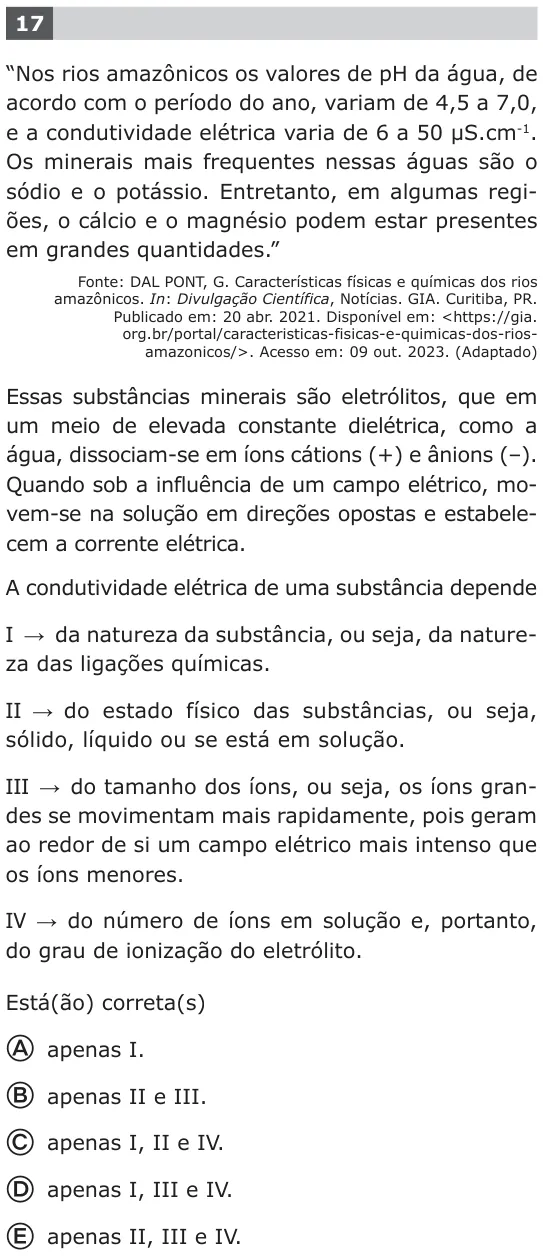 17
“Nos rios amazônicos os valores de pH da água, de
acordo com o período do ano, variam de 4,5 a 7,0,
e a condutividade elétrica varia de 6 a 50 µS.cm-1.
Os minerais mais frequentes nessas águas são o
sódio e o potássio. Entretanto, em algumas regi-
ões, o cálcio e o magnésio podem estar presentes
em grandes quantidades.”
Fonte: DAL PONT, G. Características físicas e químicas dos rios
amazônicos. In: Divulgação Científica, Notícias. GIA. Curitiba, PR.
Publicado em: 20 abr. 2021. Disponível em: <https://gia.
org.br/portal/caracteristicas-fisicas-e-quimicas-dos-rios-
amazonicos/>. Acesso em: 09 out. 2023. (Adaptado)
Essas substâncias minerais são eletrólitos, que em
um meio de elevada constante dielétrica, como a
água, dissociam-se em íons cátions (+) e ânions (–).
Quando sob a influência de um campo elétrico, mo-
vem-se na solução em direções opostas e estabele-
cem a corrente elétrica.
A condutividade elétrica de uma substância depende
I → da natureza da substância, ou seja, da nature-
za das ligações químicas.
II → do estado físico das substâncias, ou seja,
sólido, líquido ou se está em solução.
III → do tamanho dos íons, ou seja, os íons gran-
des se movimentam mais rapidamente, pois geram
ao redor de si um campo elétrico mais intenso que
os íons menores.
IV → do número de íons em solução e, portanto,
do grau de ionização do eletrólito.
Está(ão) correta(s)
A apenas I.
B apenas II e III.
C apenas I, II e IV.
D apenas I, III e IV.
E apenas II, III e IV.